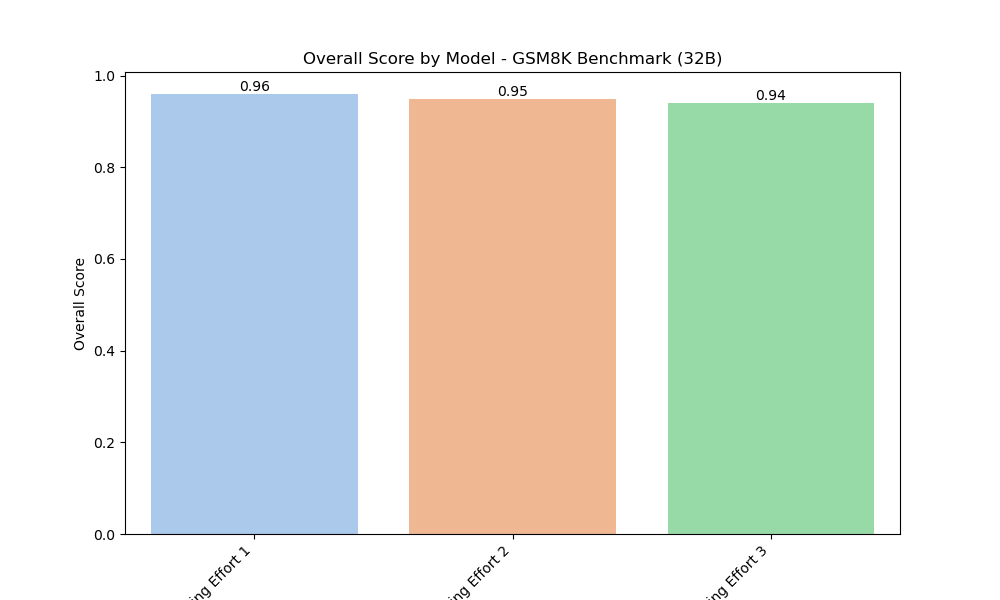 Overall Score by Model - GSM8K Benchmark (32B)
1.0
0.8
0.6
0.4
0.2
0.0
Overall Score
0.96
0.95
0.94
Effort 1
Effort 2
Effort 3